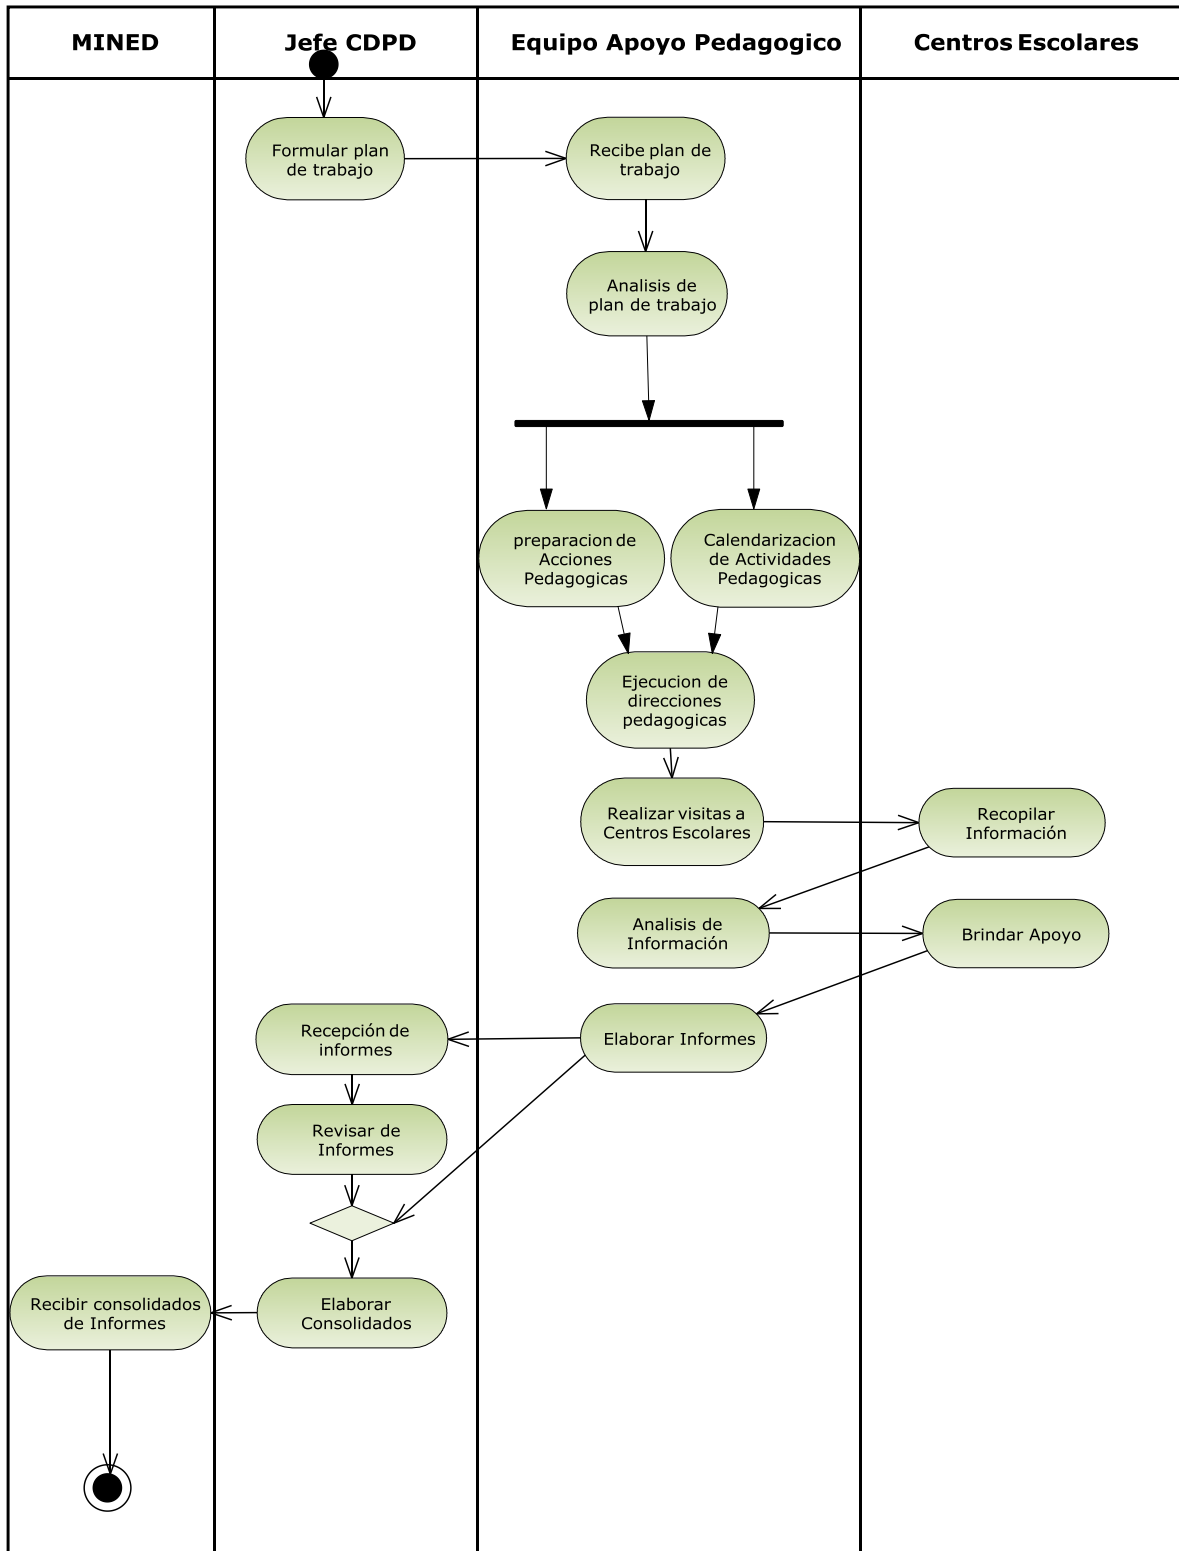 MINED
Jefe CDPD
Equipo Apoyo Pedagogico
Centros Escolares
Formular plan
de trabajo
Recibe plan de
trabajo
Analisis de
plan de trabajo
preparacion de
Acciones
Pedagogicas
Calendarizacion
de Actividades
Pedagogicas
Ejecucion de
direcciones
pedagogicas
Realizar visitas a
Centros Escolares
Recopilar
Información
Analisis de
Información
Brindar Apoyo
Elaborar Informes
Recepción de
informes
Revisar de
Informes
Elaborar
Consolidados
Recibir consolidados
de Informes